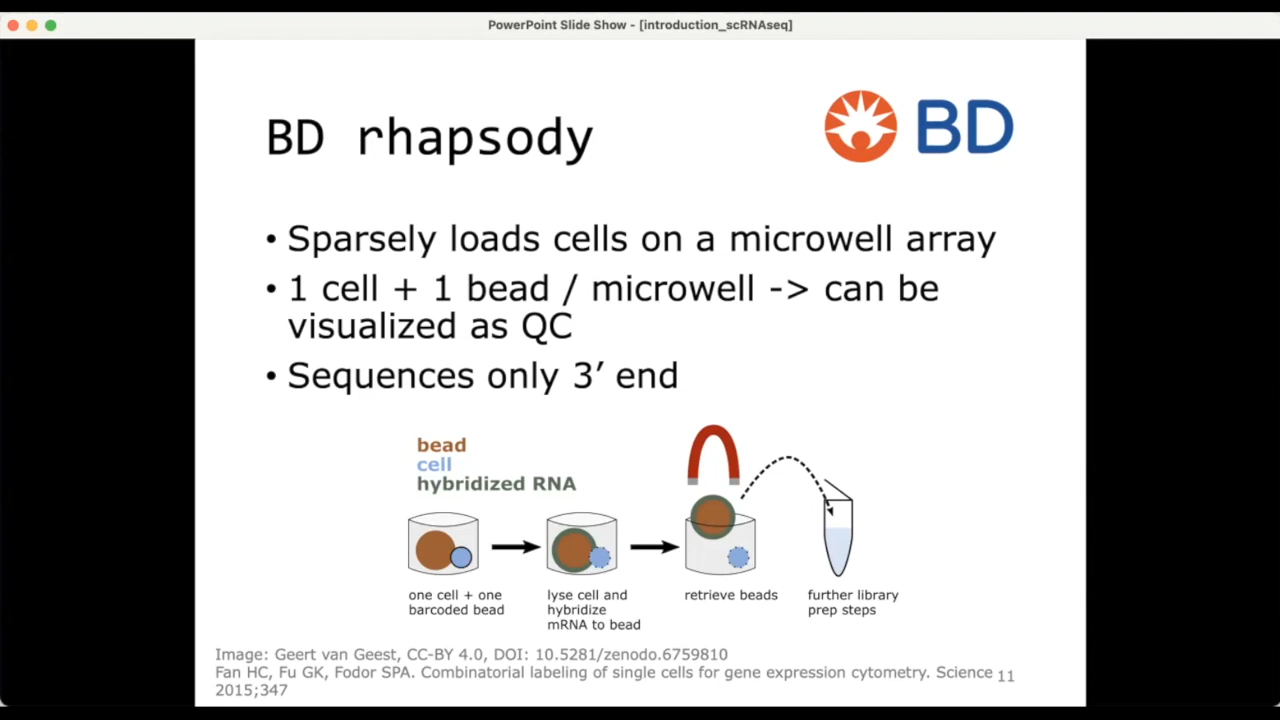 PowerPoint Slide Show - [introduction_scRNAseq]
BD rhapsody
BD
• Sparsely loads cells on a microwell array
• 1 cell + 1 bead / microwell -> can be
visualized as QC
• Sequences only 3’ end
bead
cell
hybridized RNA
one cell + one
barcoded bead
lyse cell and
hybridize
mRNA to bead
retrieve beads
further library
prep steps
Image: Geert van Geest, CC-BY 4.0, DOI: 10.5281/zenodo.6759810
Fan HC, Fu GK, Fodor SPA. Combinatorial labeling of single cells for gene expression cytometry. Science
2015;347
11